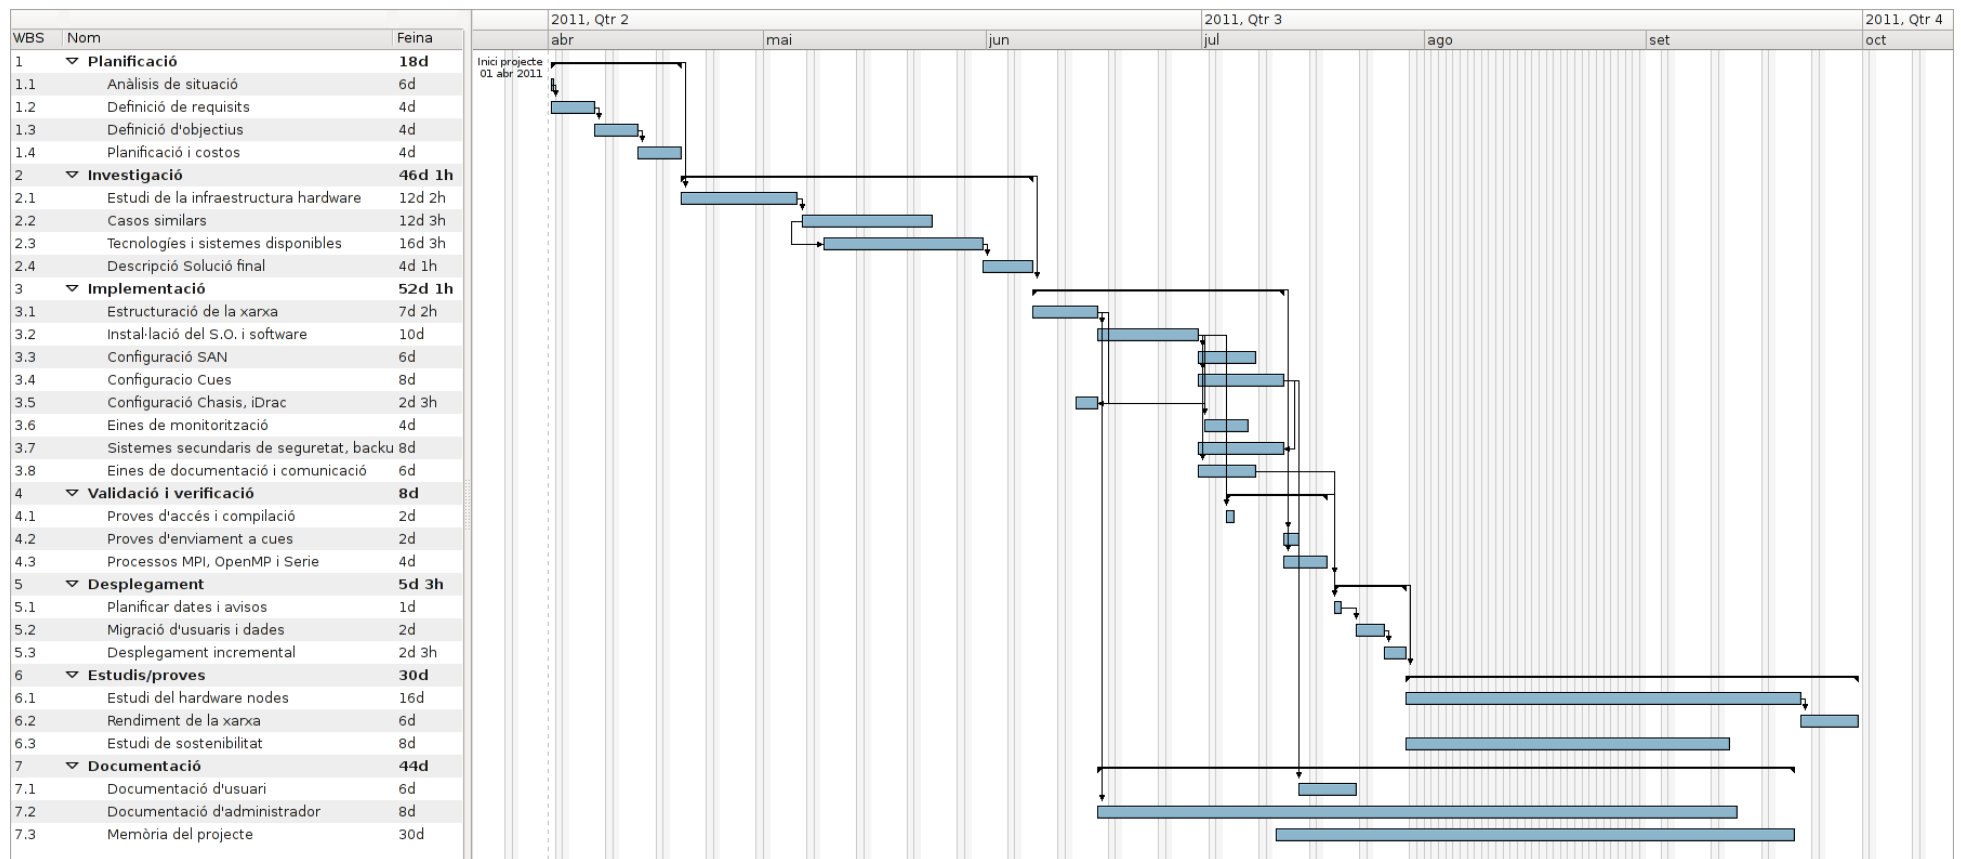 2011, Qtr 2 2011, Qtr 3 2011, Qtr 4
WBS Nom Feina abr mai jun jul ago set oct
Inici projecte
01 abr 2011
1 Planificació 18d
1.1 Anàlisis de situació 6d
1.2 Definició de requisits 4d
1.3 Definició d'objectius 4d
1.4 Planificació i costos 4d
2 Investigació 46d 1h
2.1 Estudi de la infraestructura hardware 12d 2h
2.2 Casos similars 12d 3h
2.3 Tecnologíes i sistemes disponibles 16d 3h
2.4 Descripció Solució final 4d 1h
3 Implementació 52d 1h
3.1 Estructuració de la xarxa 7d 2h
3.2 Instal·lació del S.O. i software 10d
3.3 Configuració SAN 6d
3.4 Configuracio Cues 8d
3.5 Configuració Chasis, iDrac 2d 3h
3.6 Eines de monitorització 4d
3.7 Sistemes secundaris de seguretat, backu 8d
3.8 Eines de documentació i comunicació 6d
4 Validació i verificació 8d
4.1 Proves d'accés i compilació 2d
4.2 Proves d'enviament a cues 2d
4.3 Processos MPI, OpenMP i Serie 4d
5 Desplegament 5d 3h
5.1 Planificar dates i avisos 1d
5.2 Migració d'usuaris i dades 2d
5.3 Desplegament incremental 2d 3h
6 Estudis/proves 30d
6.1 Estudi del hardware nodes 16d
6.2 Rendiment de la xarxa 6d
6.3 Estudi de sostenibilitat 8d
7 Documentació 44d
7.1 Documentació d'usuari 6d
7.2 Documentació d'administrador 8d
7.3 Memòria del projecte 30d